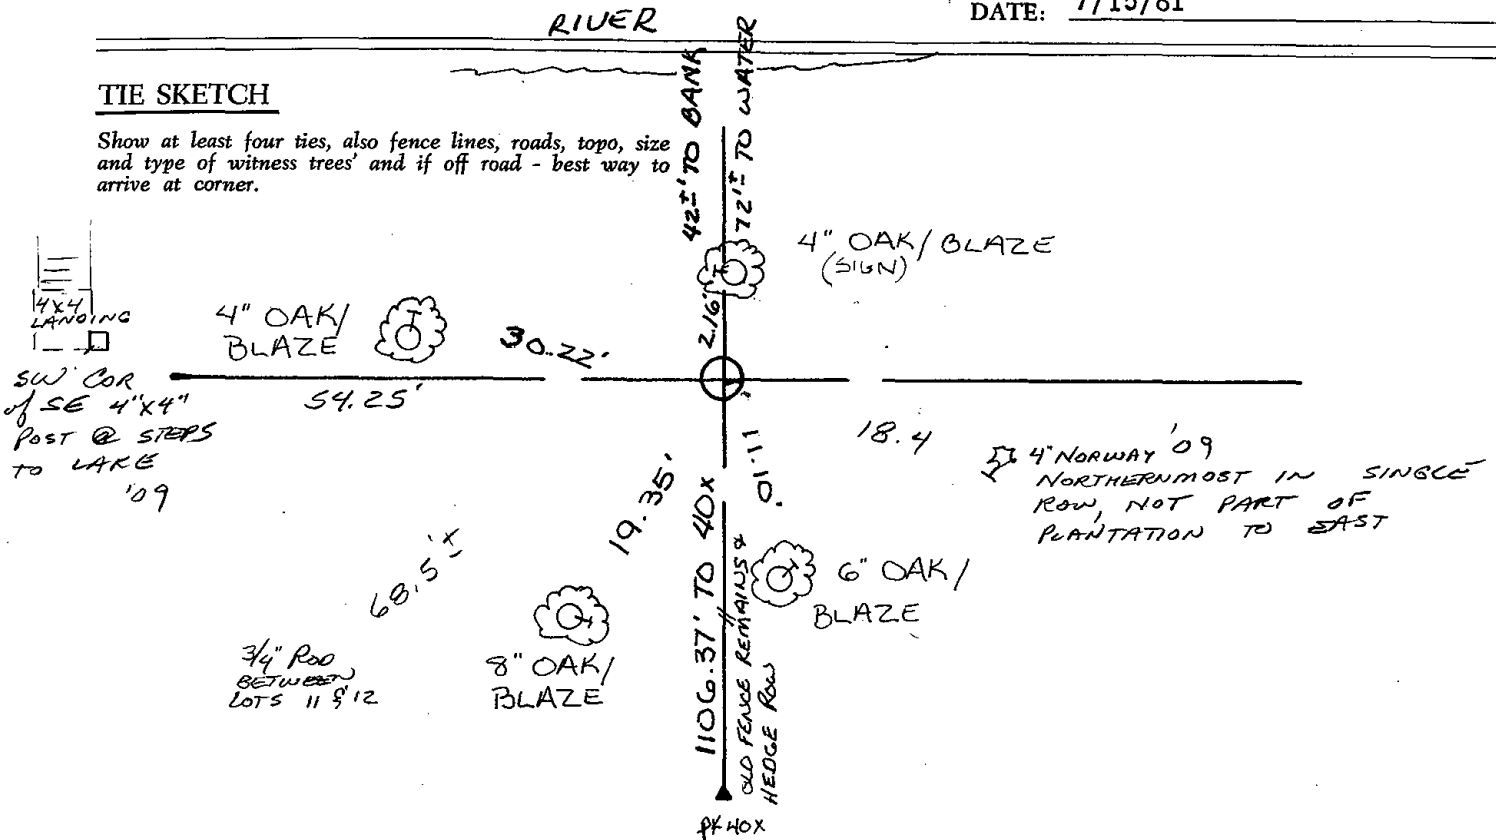 DATE: 7/15/81
RIVER
TIE SKETCH
Show at least four ties, also fence lines, roads, topo, size
and type of witness trees' and if off road - best way to
arrive at corner.
42±' TO BANK
72'± TO WATER
4" OAK/BLAZE
(SIGN)
2.16'
4X4
LANDING
4" OAK/
BLAZE
30.22'
SW COR
of SE 4"X4"
POST @ STEPS
TO LAKE
'09
54.25'
18.4
4" NORWAY '09
NORTHERNMOST IN SINGLE
ROW, NOT PART OF
PLANTATION TO EAST
11.10'
19.35'
68.5'±
1106.37' TO 40X
OLD FENCE REMAINS &
HEDGE ROW
6" OAK/
BLAZE
8" OAK/
BLAZE
3/4" ROD
BETWEEN
LOTS 11 & 12
PK 40X